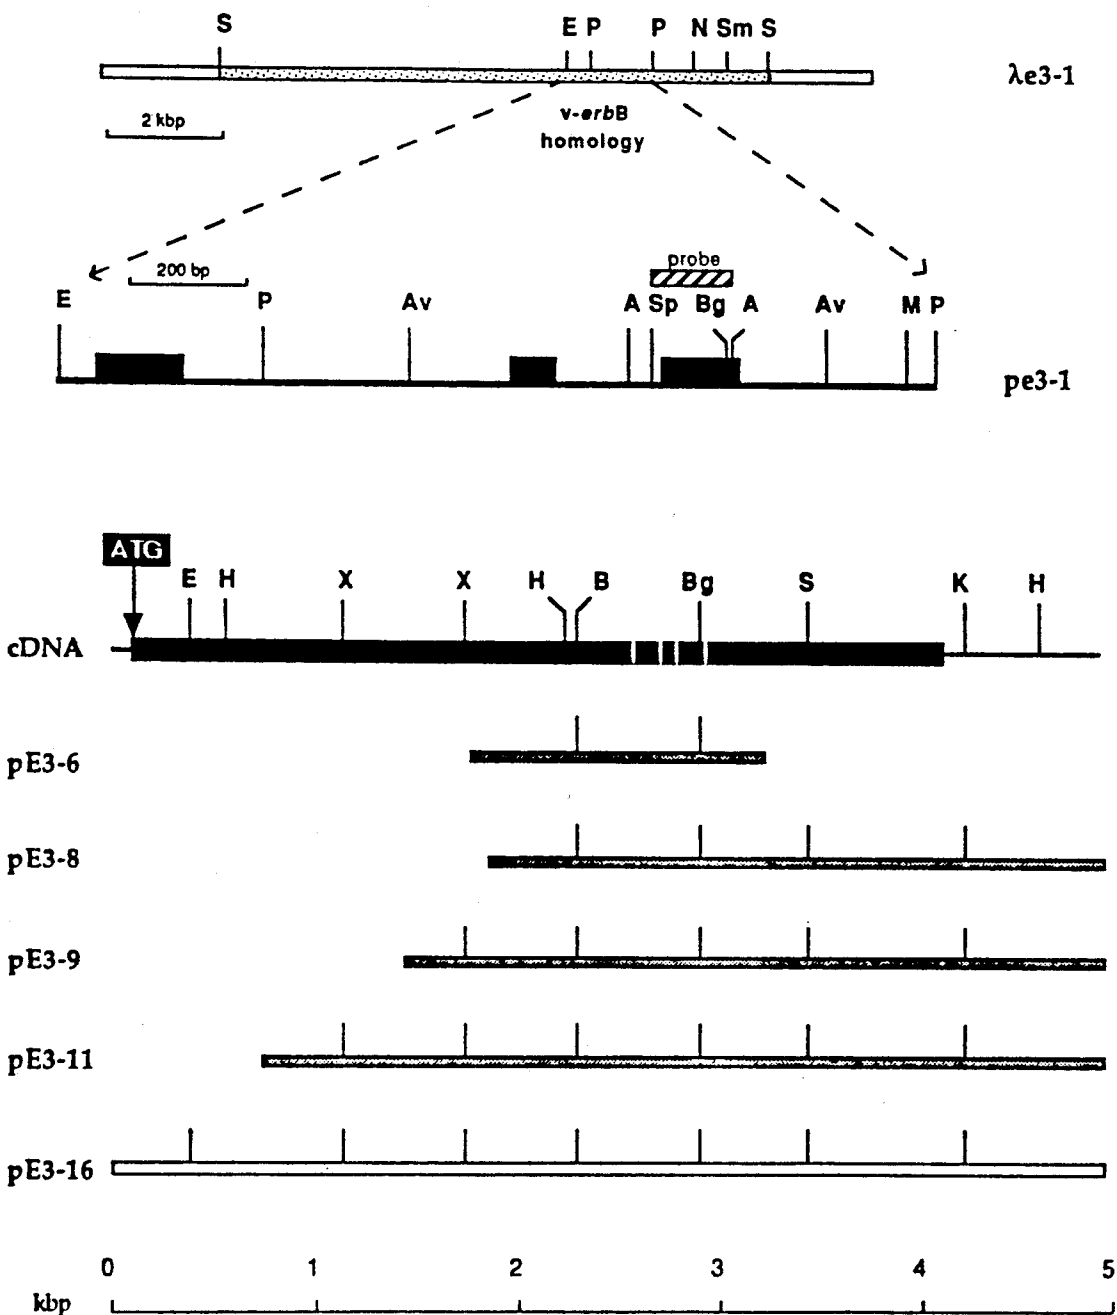 S E P P N Sm S
λe3-1
2 kbp
v-erbB
homology
200 bp
probe
E P Av A Sp Bg A Av M P
pe3-1
ATG
E H X X H B Bg S K H
cDNA
pE3-6
pE3-8
pE3-9
pE3-11
pE3-16
0 1 2 3 4 5
kbp